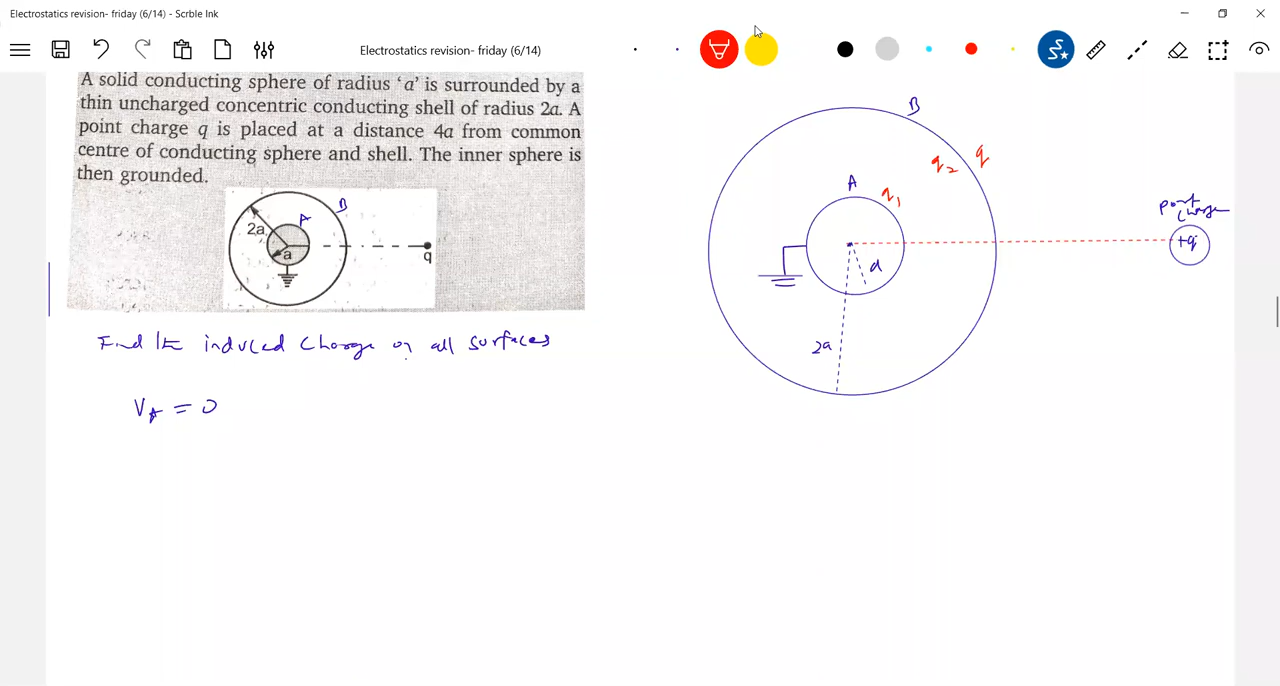 Electrostatics revision- friday (6/14) - Scrble Ink
Electrostatics revision- friday (6/14)
A solid conducting sphere of radius ‘a’ is surrounded by a
thin uncharged concentric conducting shell of radius 2a. A
point charge q is placed at a distance 4a from common
centre of conducting sphere and shell. The inner sphere is
then grounded.
2a
a
A
B
q
Find the induced charge on all surfaces
V_A = 0
B
A
q₁
q₂
q
a
2a
point
charge
+q